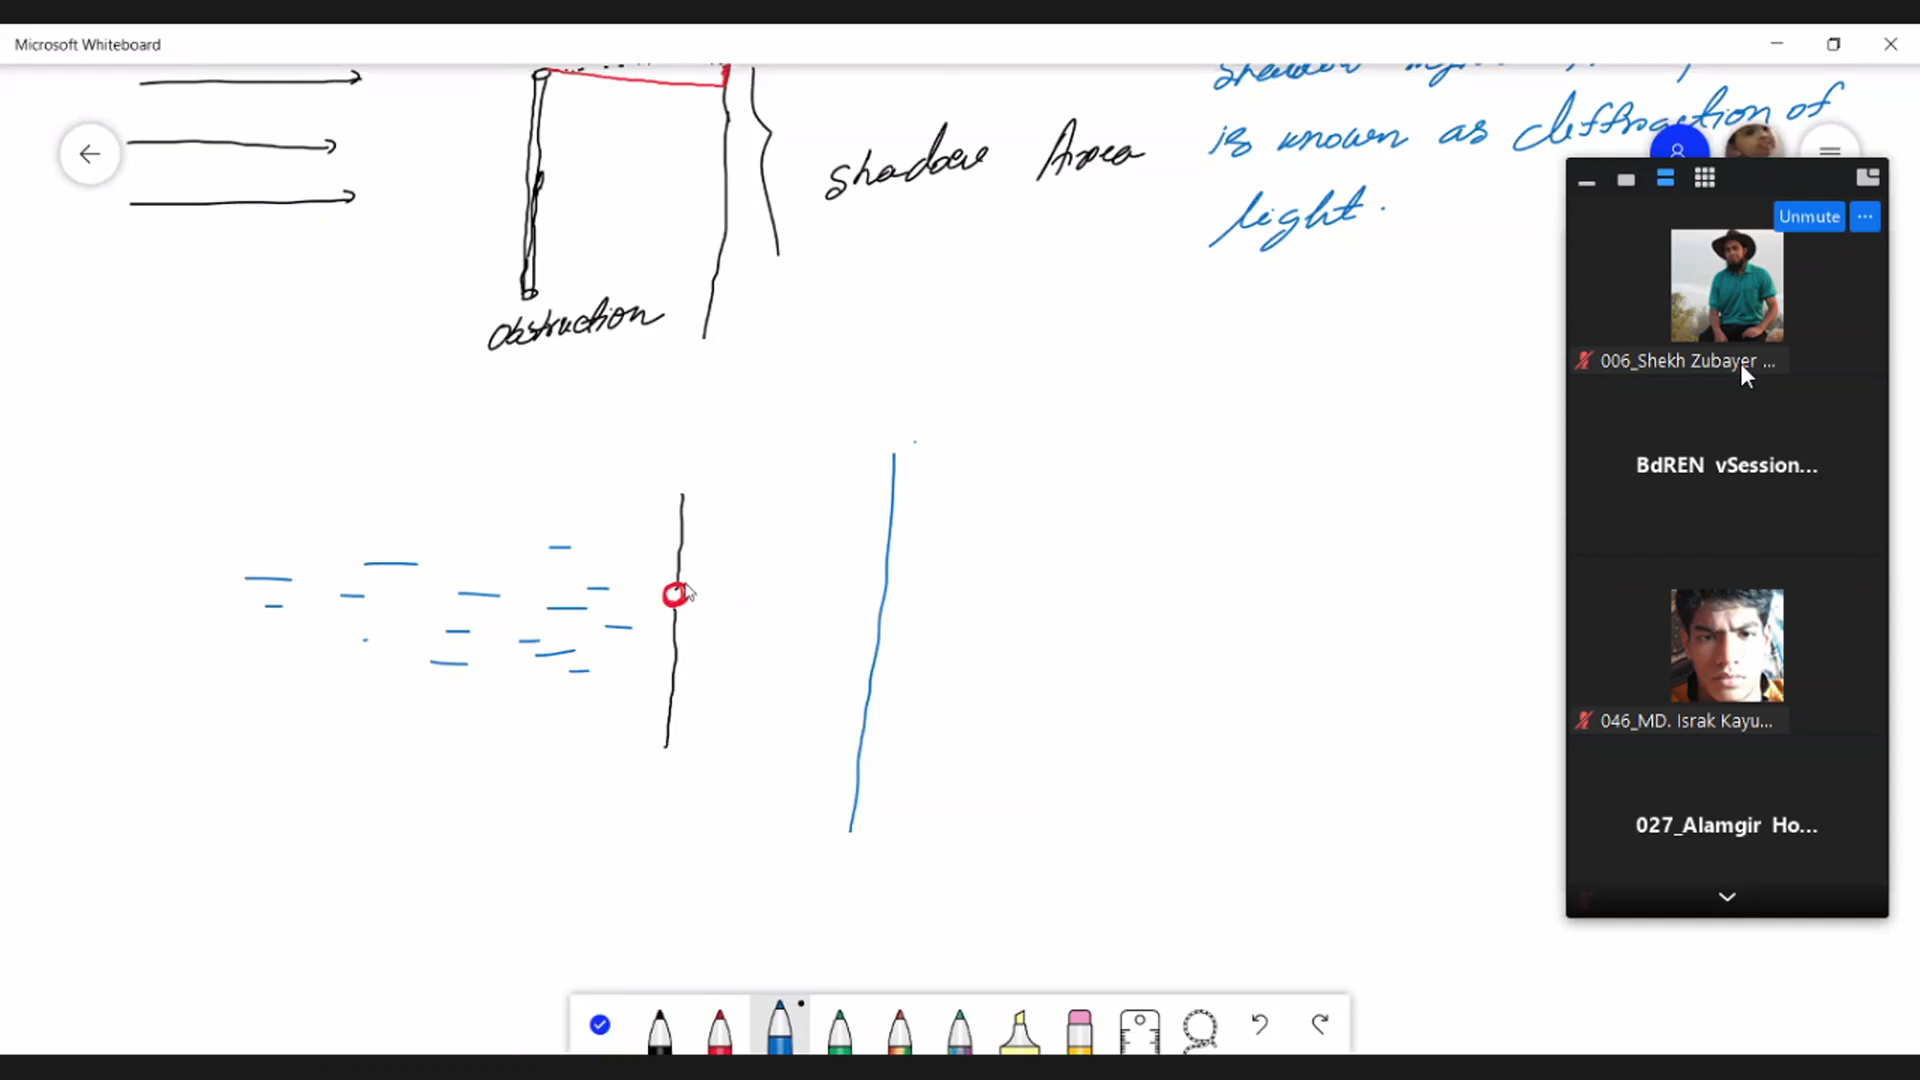 Microsoft Whiteboard
is known as diffraction of
light.
shadow Area
obstruction
Unmute
006_Shekh Zubayer ...
BdREN vSession...
046_MD. Israk Kayu...
027_Alamgir Ho...